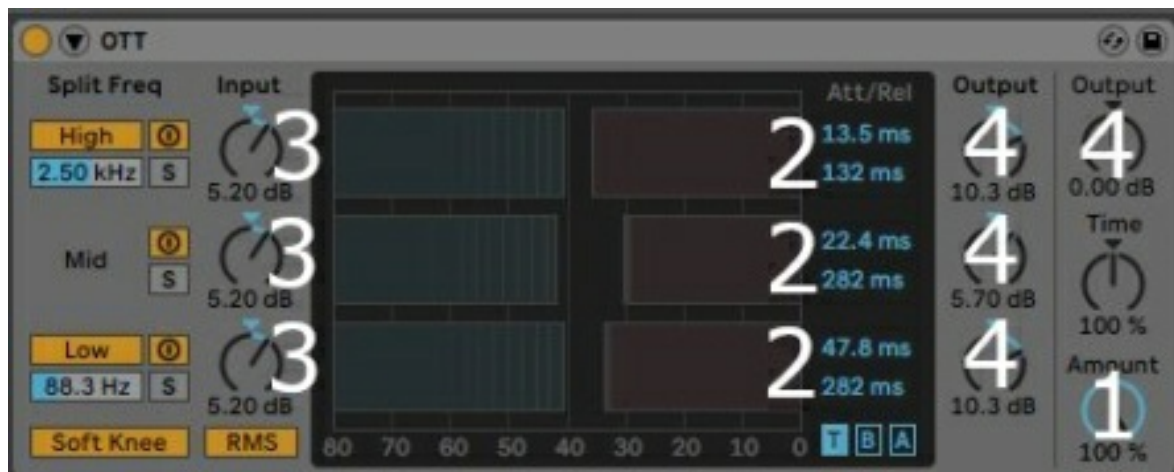 OTT
Split Freq Input Att/Rel Output Output
High 3 2 13.5 ms 4 4
2.50 kHz S 5.20 dB 132 ms 10.3 dB 0.00 dB
Mid 3 2 22.4 ms 4 Time
S 5.20 dB 282 ms 5.70 dB 100 %
Low 3 2 47.8 ms 4 Amount
88.3 Hz S 5.20 dB 282 ms 10.3 dB 1
Soft Knee RMS 80 70 60 50 40 30 20 10 0 T B A 100 %